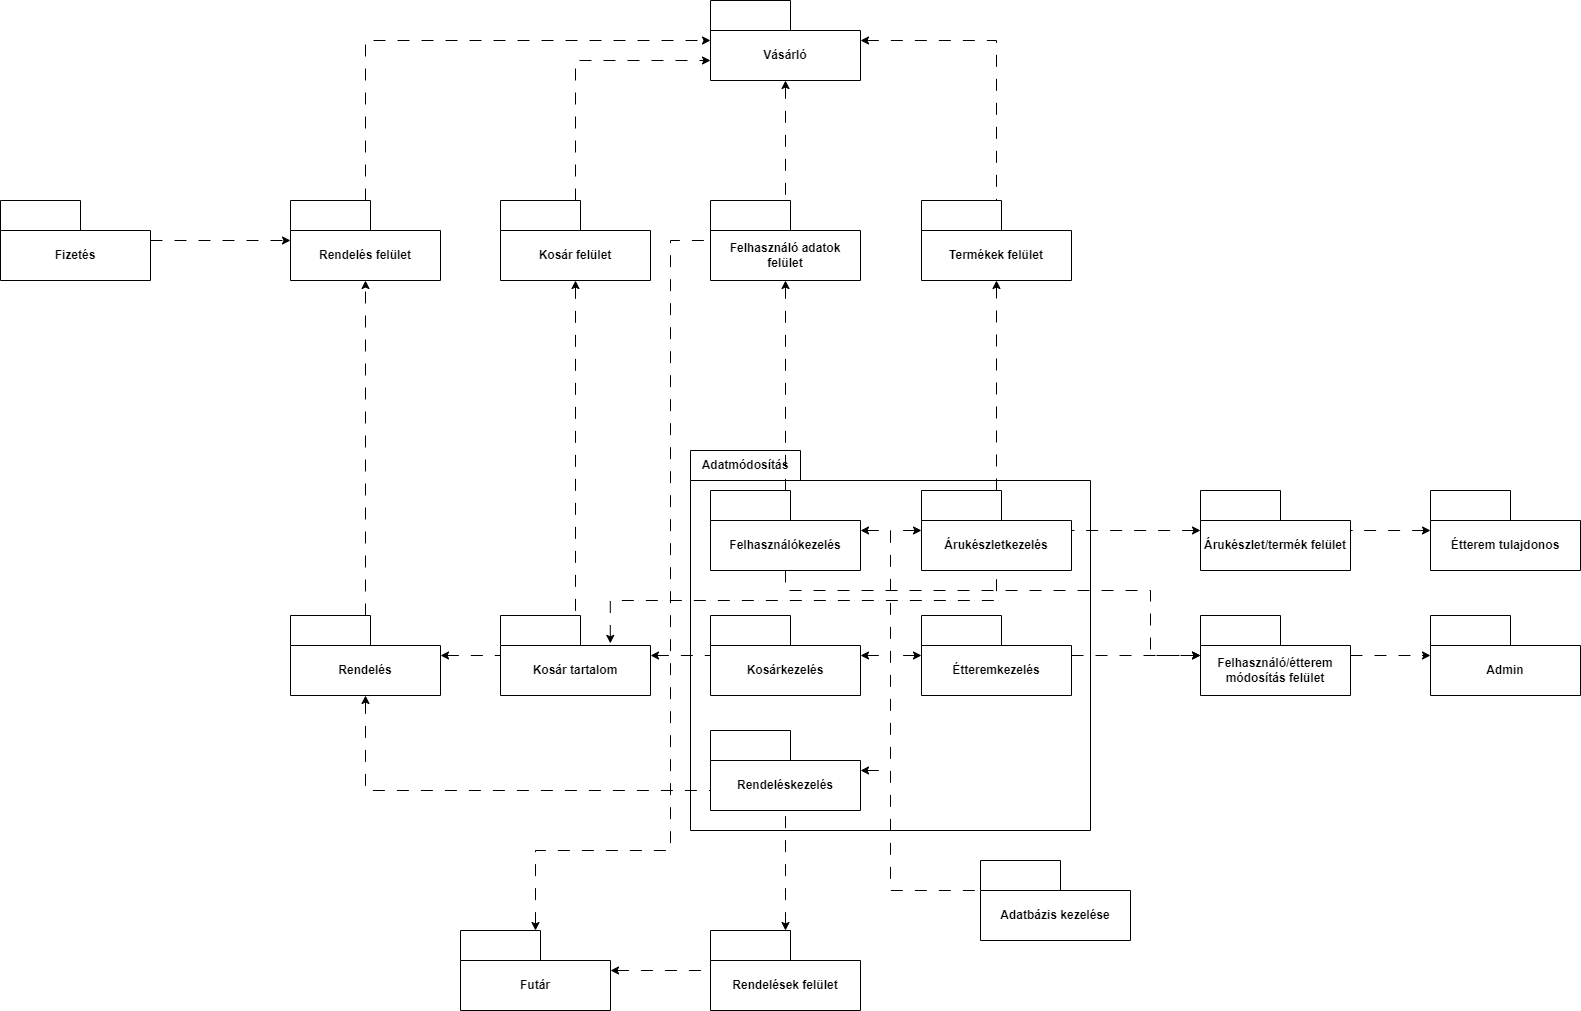 Vásárló
Fizetés
Rendelés felület
Kosár felület
Felhasználó adatok
felület
Termékek felület
Adatmódosítás
Felhasználókezelés
Árukészletkezelés
Árukészlet/termék felület
Étterem tulajdonos
Rendelés
Kosár tartalom
Kosárkezelés
Étteremkezelés
Felhasználó/étterem
módosítás felület
Admin
Rendeléskezelés
Adatbázis kezelése
Futár
Rendelések felület